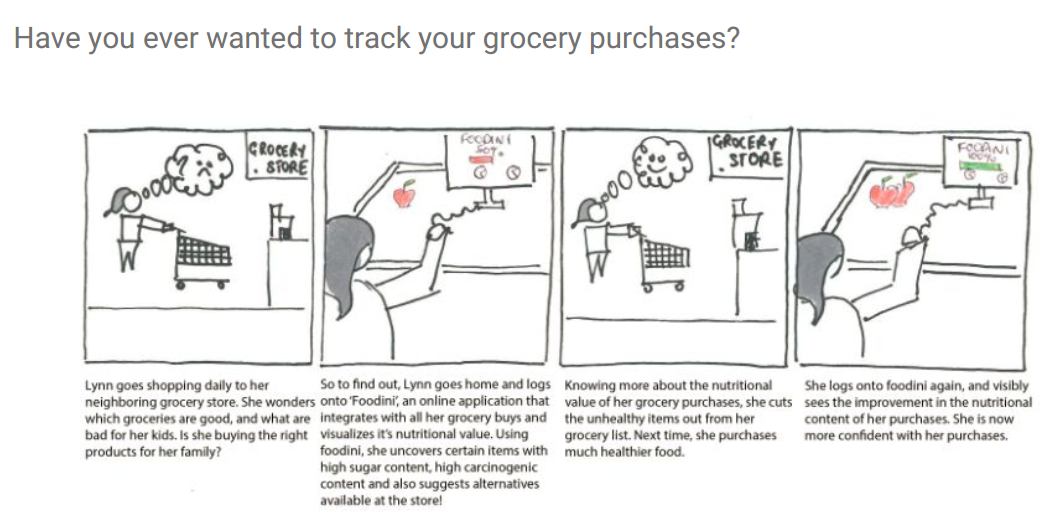 Have you ever wanted to track your grocery purchases?
GROCERY
STORE
FOODINI
50%
GROCERY
STORE
FOODINI
100%
Lynn goes shopping daily to her
neighboring grocery store. She wonders
which groceries are good, and what are
bad for her kids. Is she buying the right
products for her family?
So to find out, Lynn goes home and logs
onto 'Foodini', an online application that
integrates with all her grocery buys and
visualizes it's nutritional value. Using
foodini, she uncovers certain items with
high sugar content, high carcinogenic
content and also suggests alternatives
available at the store!
Knowing more about the nutritional
value of her grocery purchases, she cuts
the unhealthy items out from her
grocery list. Next time, she purchases
much healthier food.
She logs onto foodini again, and visibly
sees the improvement in the nutritional
content of her purchases. She is now
more confident with her purchases.